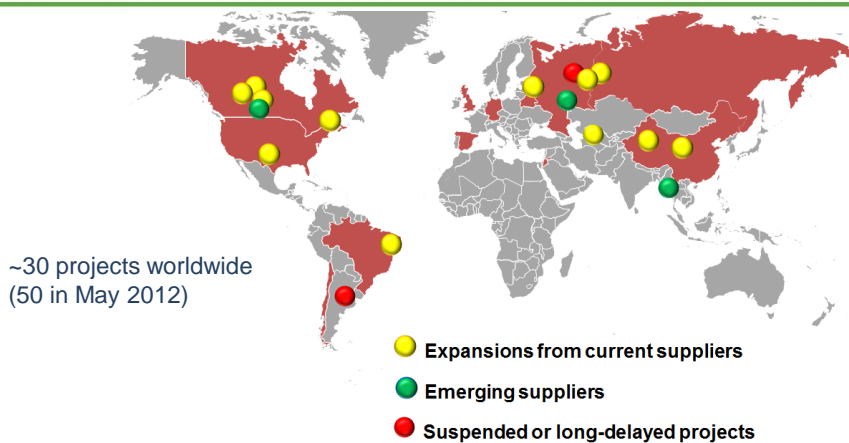 ~30 projects worldwide
(50 in May 2012)
Expansions from current suppliers
Emerging suppliers
Suspended or long-delayed projects